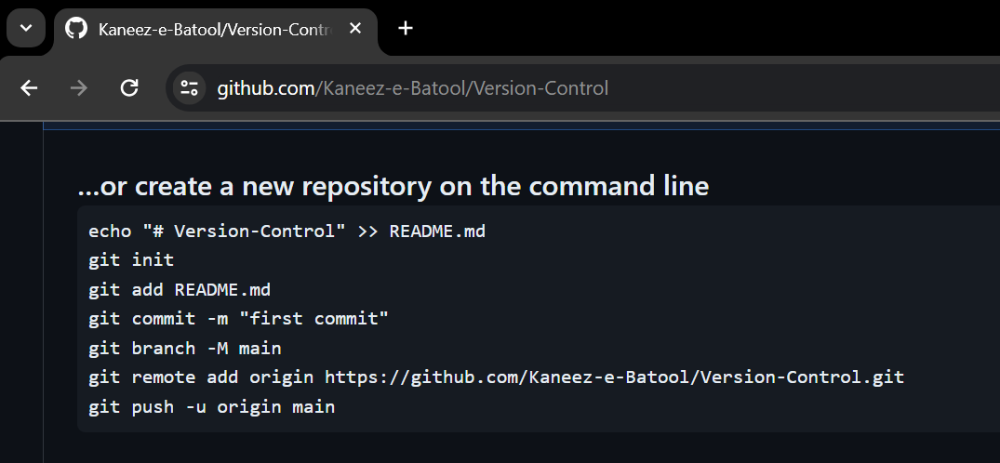 Kaneez-e-Batool/Version-Contr
github.com/Kaneez-e-Batool/Version-Control
...or create a new repository on the command line
echo "# Version-Control" >> README.md
git init
git add README.md
git commit -m "first commit"
git branch -M main
git remote add origin https://github.com/Kaneez-e-Batool/Version-Control.git
git push -u origin main